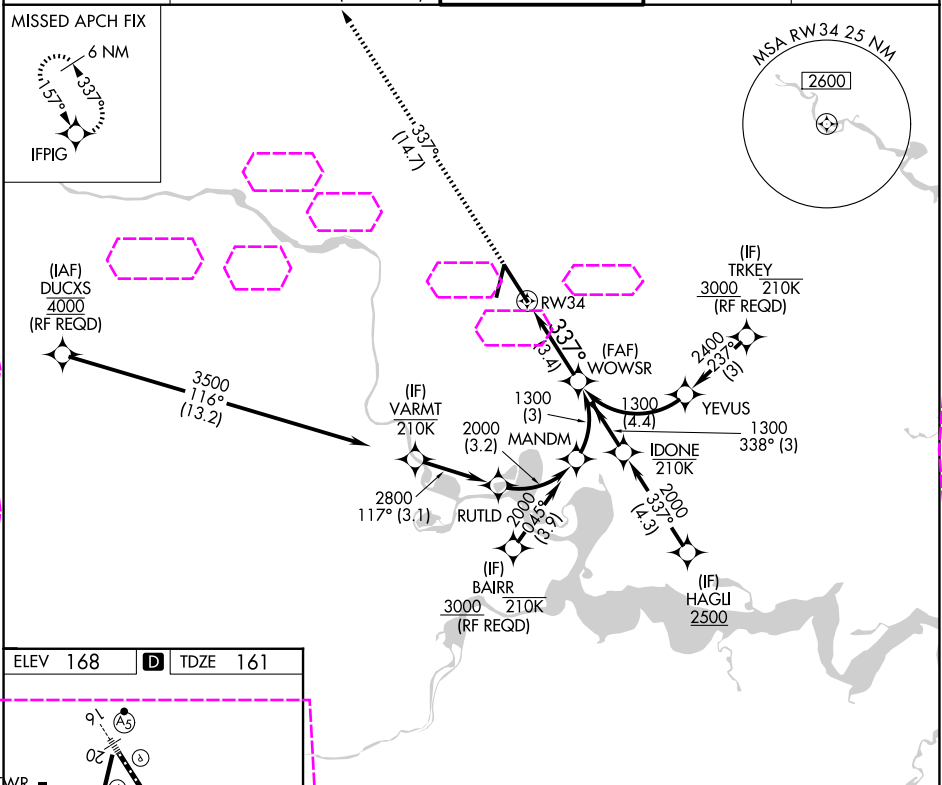 MISSED APCH FIX
6 NM
157°
337°
IFPIG
337°
(14.7)
MSA RW34 25 NM
2600
(IAF)
DUCXS
4000
(RF REQD)
3500
116°
(13.2)
(IF)
VARMT
210K
2800
117° (3.1)
RUTLD
2000
(3.2)
MANDM
1300
(3)
2000
045°
(3.9)
(IF)
BAIRR
3000 210K
(RF REQD)
RW34
337°
(3.4)
(FAF)
WOWSR
(IF)
TRKEY
3000 210K
(RF REQD)
2400
237°
(3)
YEVUS
1300
(4.4)
1300
338° (3)
IDONE
210K
2000
337°
(4.3)
(IF)
HAGLI
2500
ELEV 168 D TDZE 161
16
A5
20
P